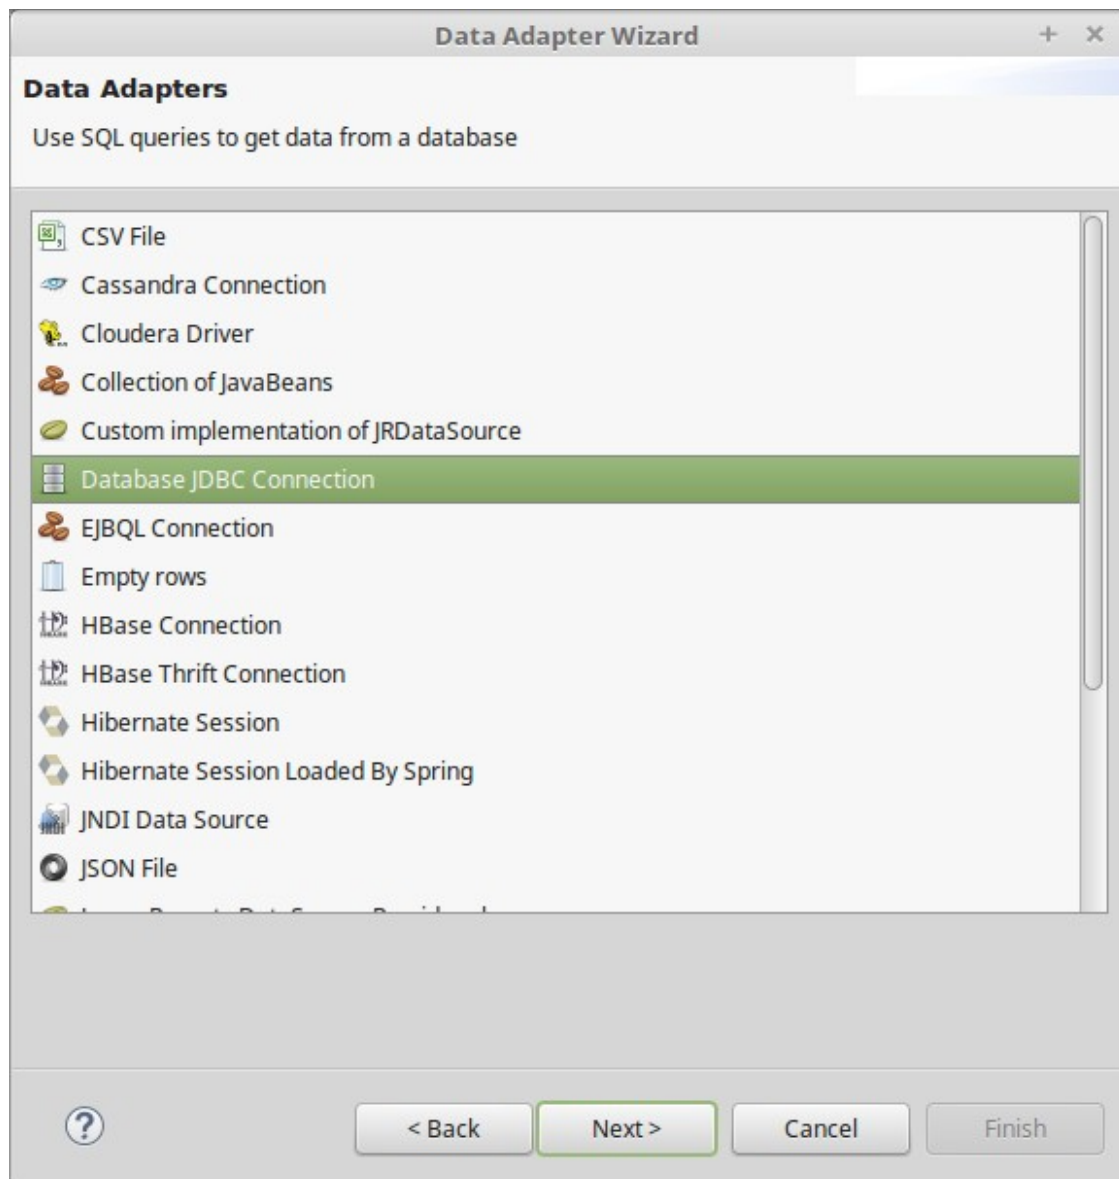 Data Adapter Wizard
Data Adapters
Use SQL queries to get data from a database
CSV File
Cassandra Connection
Cloudera Driver
Collection of JavaBeans
Custom implementation of JRDataSource
Database JDBC Connection
EJBQL Connection
Empty rows
HBase Connection
HBase Thrift Connection
Hibernate Session
Hibernate Session Loaded By Spring
JNDI Data Source
JSON File
< Back Next > Cancel Finish